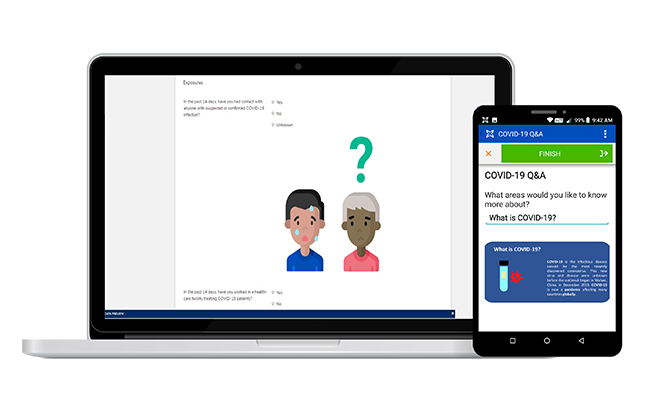 Exposures
In the past 14 days, have you had contact with
anyone with suspected or confirmed COVID-19
infection?
Yes
No
Unknown
?
In the past 14 days, have you worked in a health-
care facility treating COVID-19 patients?
Yes
No
99% 9:42 AM
COVID-19 Q&A
FINISH
COVID-19 Q&A
What areas would you like to know
more about?
What is COVID-19?
What is COVID-19?
COVID-19 is the infectious disease
caused by the most recently
discovered coronavirus. This new
virus and disease were unknown
before the outbreak began in Wuhan,
China, in December 2019. COVID-19
is now a pandemic affecting many
countries globally.